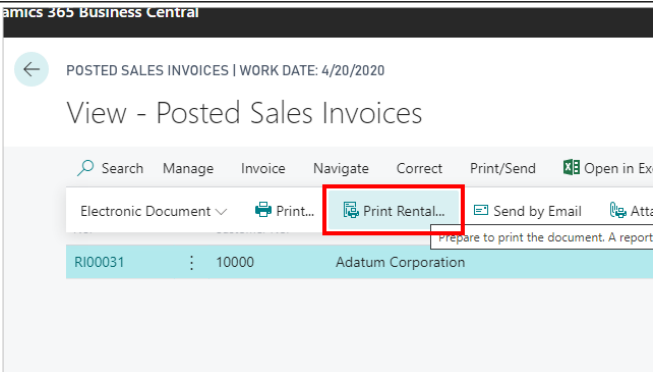 amics 365 Business Central
POSTED SALES INVOICES | WORK DATE: 4/20/2020
View - Posted Sales Invoices
Search Manage Invoice Navigate Correct Print/Send Open in Ex
Electronic Document Print... Print Rental... Send by Email Atta
Prepare to print the document. A report
RI00031 10000 Adatum Corporation